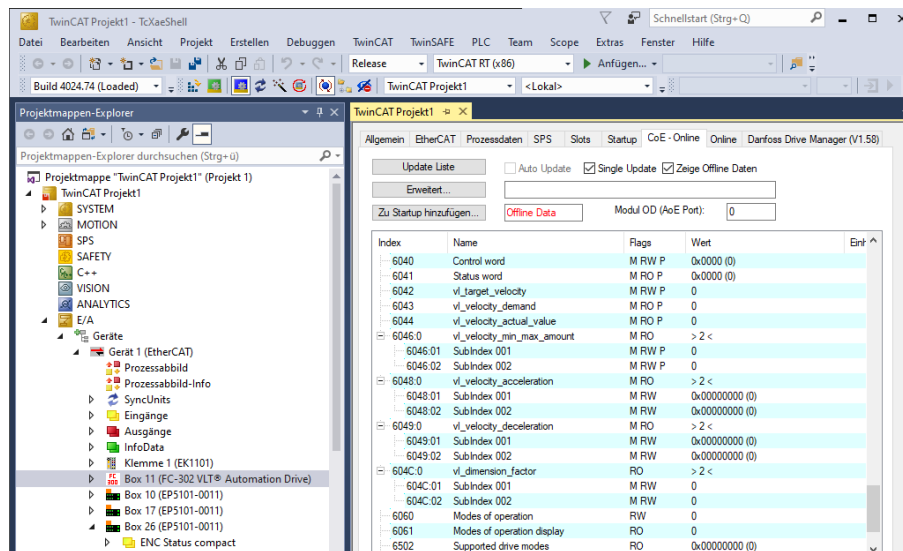 TwinCAT Projekt1 - TcXaeShell
Schnellstart (Strg+Q)
Datei Bearbeiten Ansicht Projekt Erstellen Debuggen TwinCAT TwinSAFE PLC Team Scope Extras Fenster Hilfe
Release TwinCAT RT (x86) Anfügen...
Build 4024.74 (Loaded) TwinCAT Projekt1 <Lokal>
Projektmappen-Explorer
Projektmappen-Explorer durchsuchen (Strg+ü)
Projektmappe "TwinCAT Projekt1" (Projekt 1)
TwinCAT Projekt1
SYSTEM
MOTION
SPS
SAFETY
C++
VISION
ANALYTICS
E/A
Geräte
Gerät 1 (EtherCAT)
Prozessabbild
Prozessabbild-Info
SyncUnits
Eingänge
Ausgänge
InfoData
Klemme 1 (EK1101)
Box 11 (FC-302 VLT® Automation Drive)
Box 10 (EP5101-0011)
Box 17 (EP5101-0011)
Box 26 (EP5101-0011)
ENC Status compact
TwinCAT Projekt1
Allgemein EtherCAT Prozessdaten SPS Slots Startup CoE - Online Online Danfoss Drive Manager (V1.58)
Update Liste Auto Update Single Update Zeige Offline Daten
Erweitert...
Zu Startup hinzufügen... Offline Data Modul OD (AoE Port): 0
Index Name Flags Wert Einh
6040 Control word M RW P 0x0000 (0)
6041 Status word M RO P 0x0000 (0)
6042 vl_target_velocity M RW P 0
6043 vl_velocity_demand M RO P 0
6044 vl_velocity_actual_value M RO P 0
6046:0 vl_velocity_min_max_amount M RO > 2 <
6046:01 SubIndex 001 M RW P 0
6046:02 SubIndex 002 M RW P 0
6048:0 vl_velocity_acceleration M RO > 2 <
6048:01 SubIndex 001 M RW 0x00000000 (0)
6048:02 SubIndex 002 M RW 0x00000000 (0)
6049:0 vl_velocity_deceleration M RO > 2 <
6049:01 SubIndex 001 M RW 0x00000000 (0)
6049:02 SubIndex 002 M RW 0x00000000 (0)
604C:0 vl_dimension_factor RO > 2 <
604C:01 SubIndex 001 M RW 0
604C:02 SubIndex 002 M RW 0
6060 Modes of operation RW 0
6061 Modes of operation display RO 0
6502 Supported drive modes RO 0x00000000 (0)